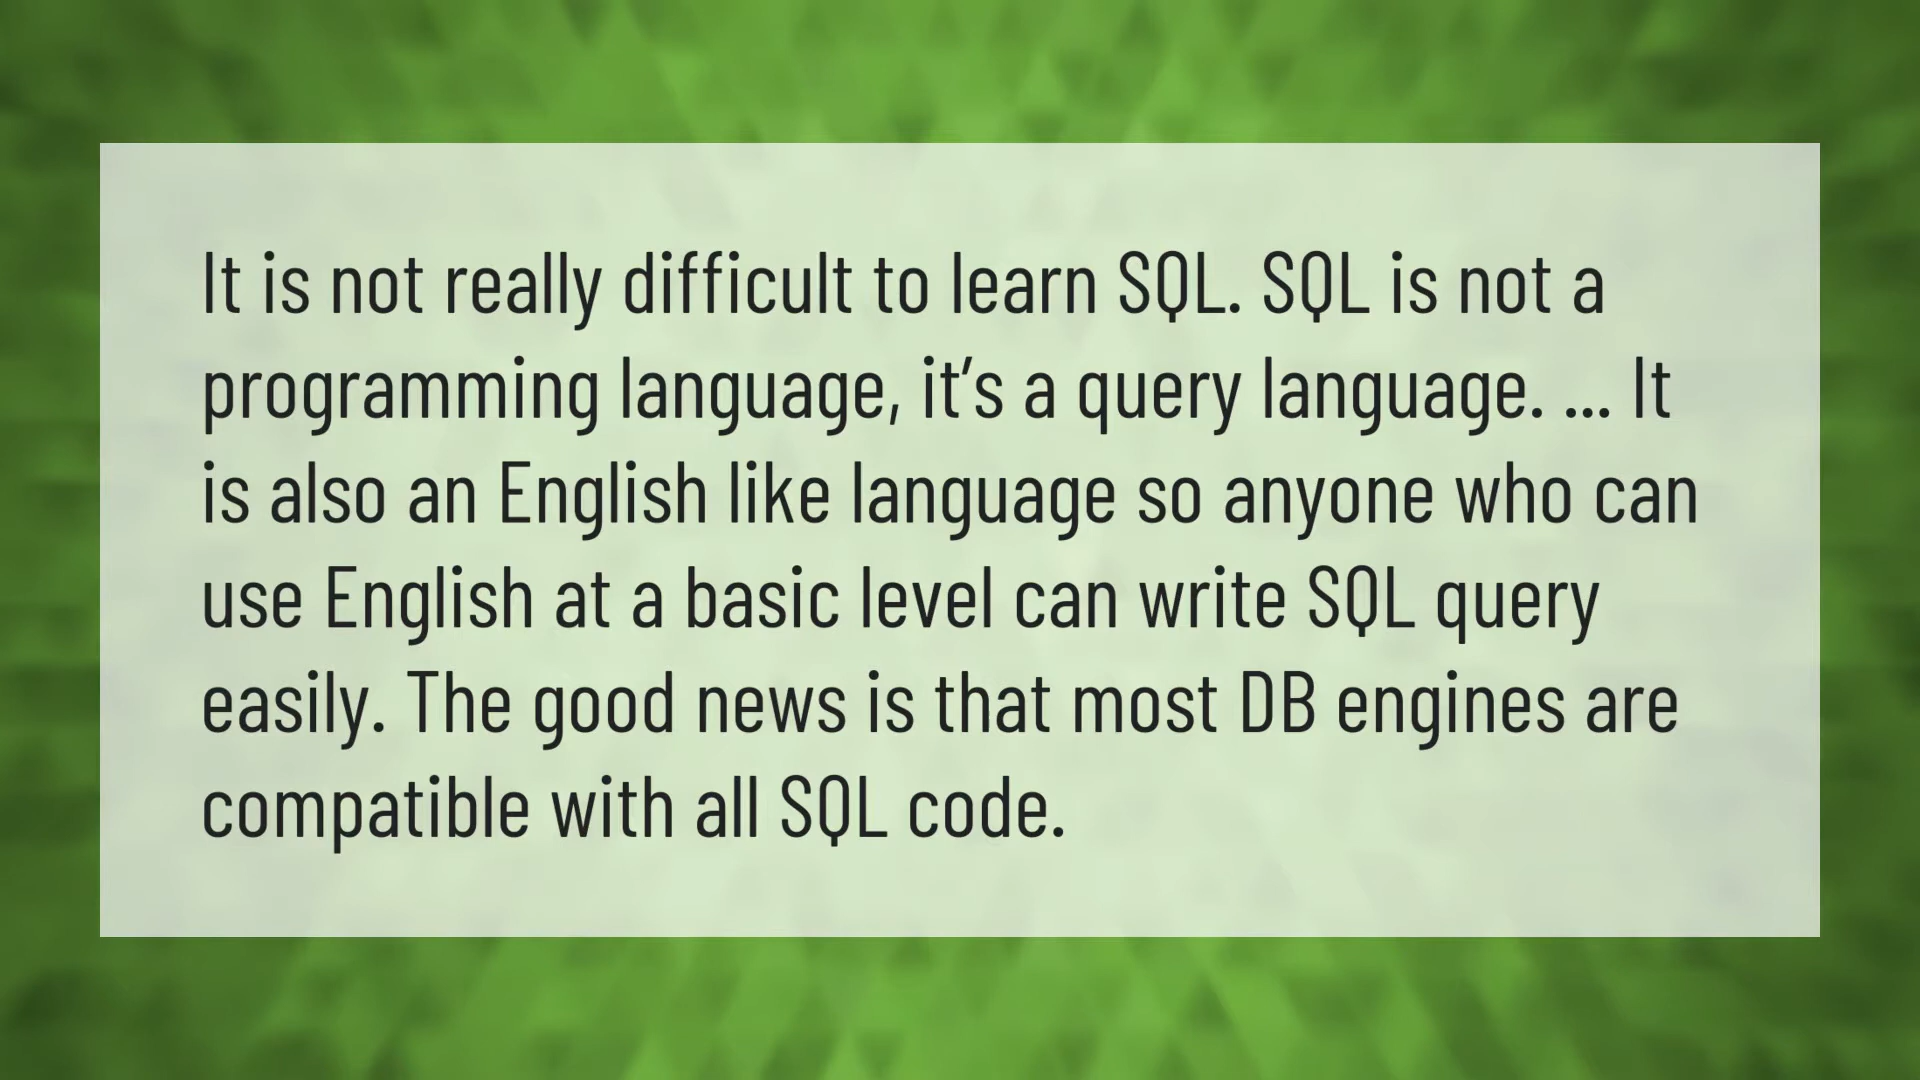 It is not really difficult to learn SQL. SQL is not a
programming language, it’s a query language. ... It
is also an English like language so anyone who can
use English at a basic level can write SQL query
easily. The good news is that most DB engines are
compatible with all SQL code.